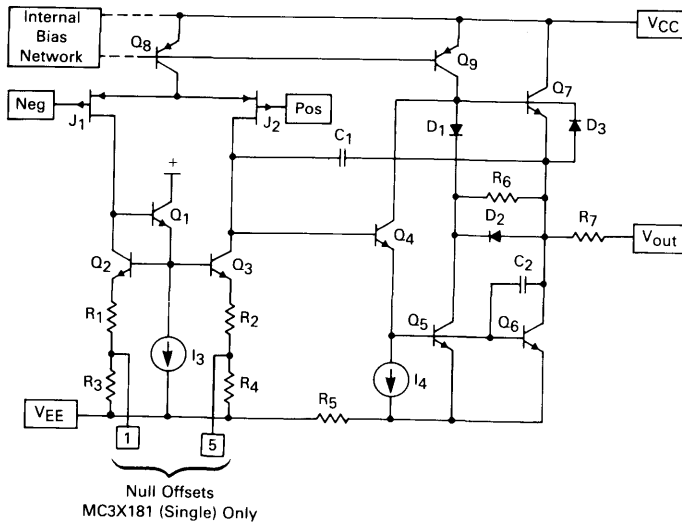 Internal
Bias
Network
VCC
Q8
Q9
Q7
Neg
J1
J2
Pos
D1
D3
C1
+
R6
Q1
D2
R7
Vout
Q4
Q2
Q3
C2
R1
R2
Q5
Q6
I3
I4
R3
R4
R5
VEE
1
5
Null Offsets
MC3X181 (Single) Only